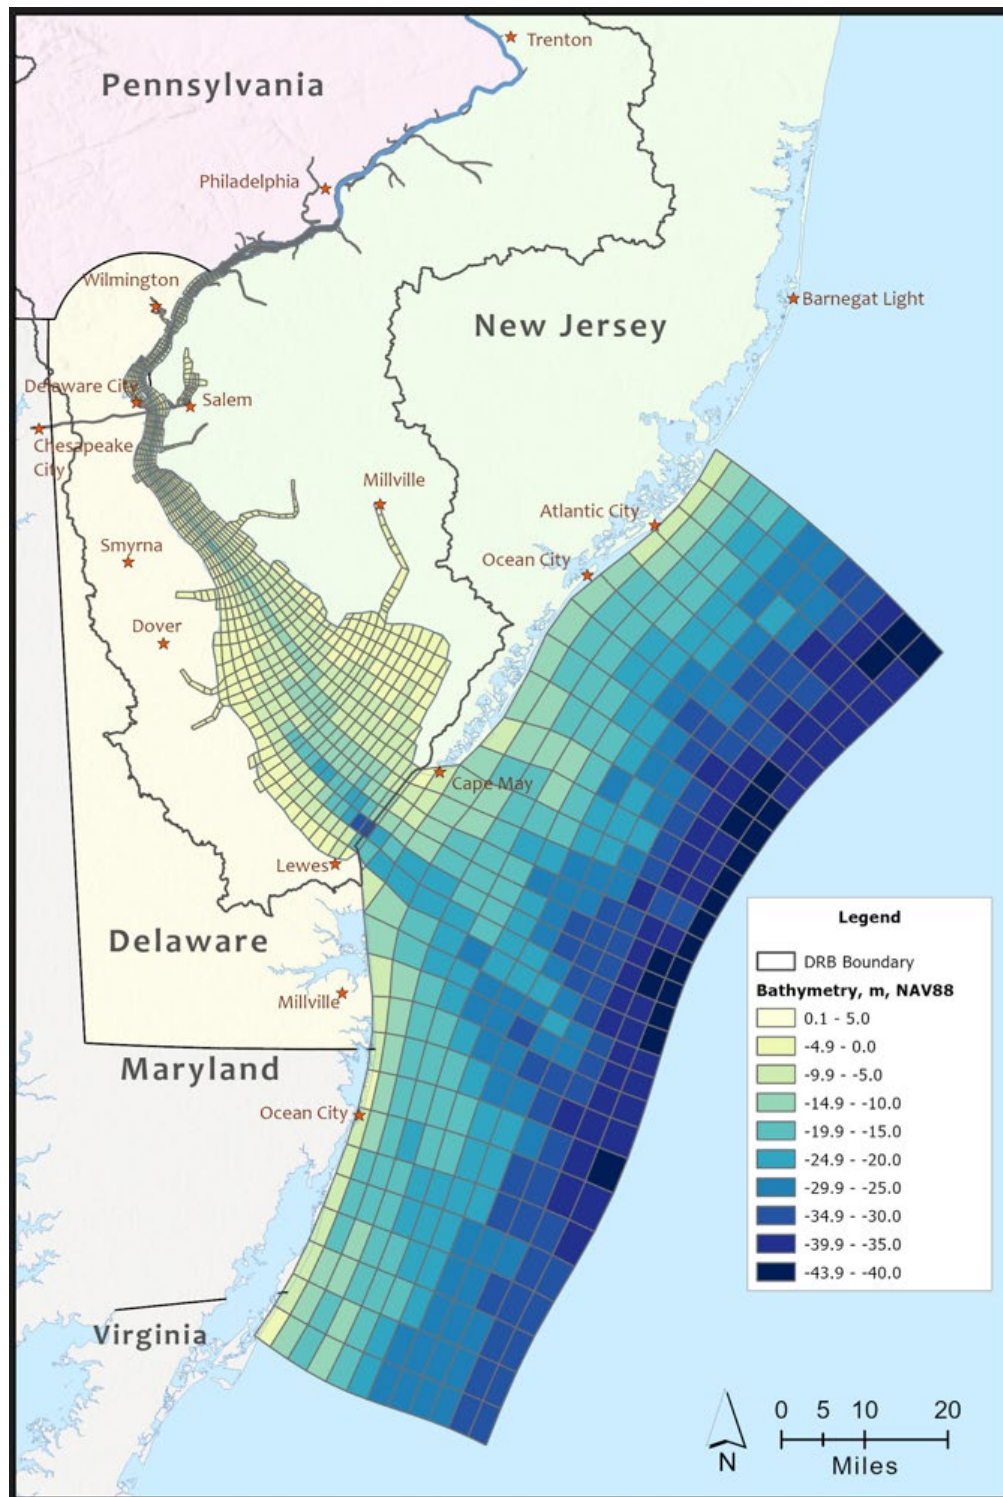 Trenton
Pennsylvania
Philadelphia
Wilmington
Barnegat Light
New Jersey
Delaware City
Salem
Chesapeake
City
Millville
Atlantic City
Smyrna
Ocean City
Dover
Cape May
Lewes
Delaware
Millville
Maryland
Ocean City
Virginia
Legend
DRB Boundary
Bathymetry, m, NAV88
0.1 - 5.0
-4.9 - 0.0
-9.9 - -5.0
-14.9 - -10.0
-19.9 - -15.0
-24.9 - -20.0
-29.9 - -25.0
-34.9 - -30.0
-39.9 - -35.0
-43.9 - -40.0
N
0 5 10 20
Miles